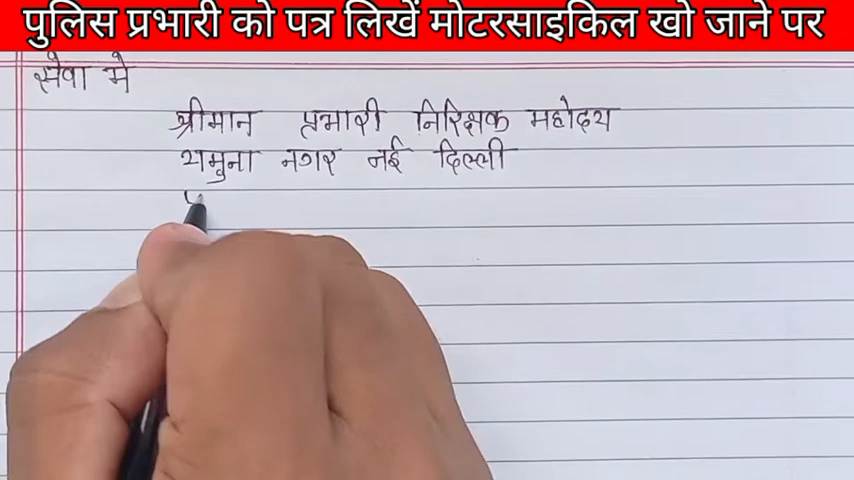 पुलिस प्रभारी को पत्र लिखें मोटरसाइकिल खो जाने पर
सेवा मे
श्रीमान प्रभारी निरिक्षक महोदय
यमुना नगर नई दिल्ली